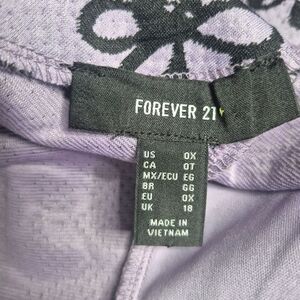 FOREVER 21
US 0X
CA 0T
MX/ECU EG
BR GG
EU 0X
UK 18
MADE IN
VIETNAM